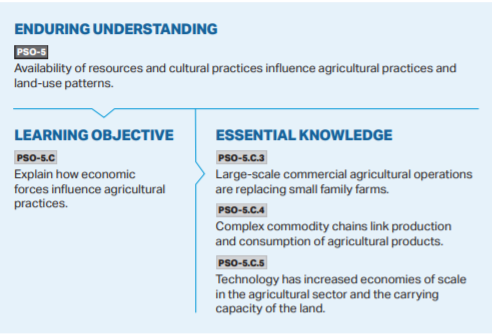 ENDURING UNDERSTANDING
PSO-5
Availability of resources and cultural practices influence agricultural practices and
land-use patterns.
LEARNING OBJECTIVE
PSO-5.C
Explain how economic
forces influence agricultural
practices.
ESSENTIAL KNOWLEDGE
PSO-5.C.3
Large-scale commercial agricultural operations
are replacing small family farms.
PSO-5.C.4
Complex commodity chains link production
and consumption of agricultural products.
PSO-5.C.5
Technology has increased economies of scale
in the agricultural sector and the carrying
capacity of the land.